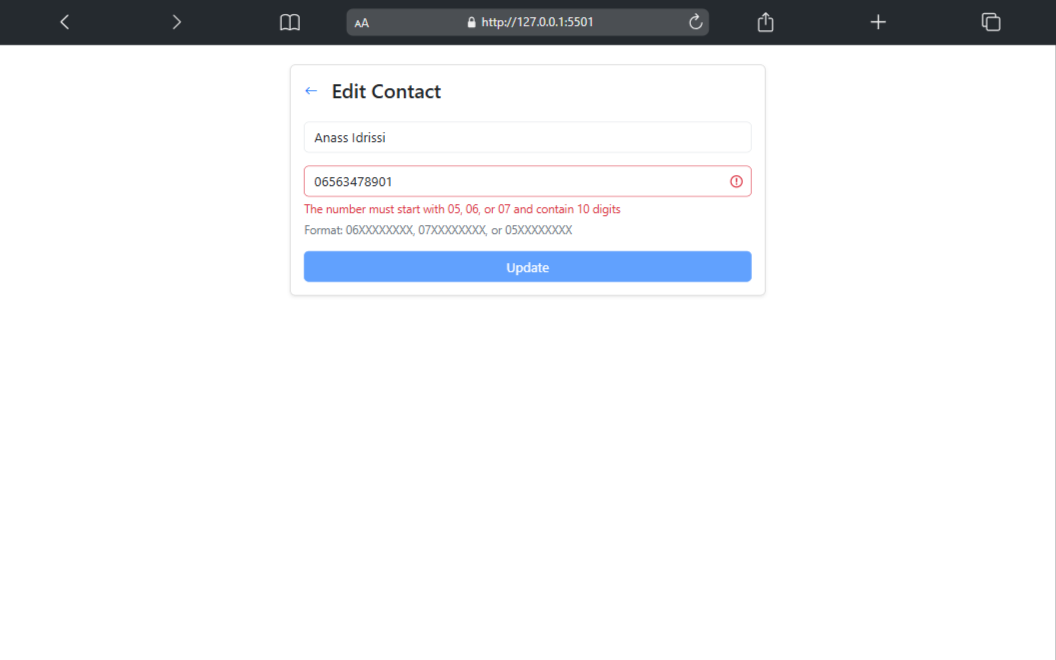 AA http://127.0.0.1:5501
Edit Contact
Anass Idrissi
06563478901
The number must start with 05, 06, or 07 and contain 10 digits
Format: 06XXXXXXXX, 07XXXXXXXX, or 05XXXXXXXX
Update